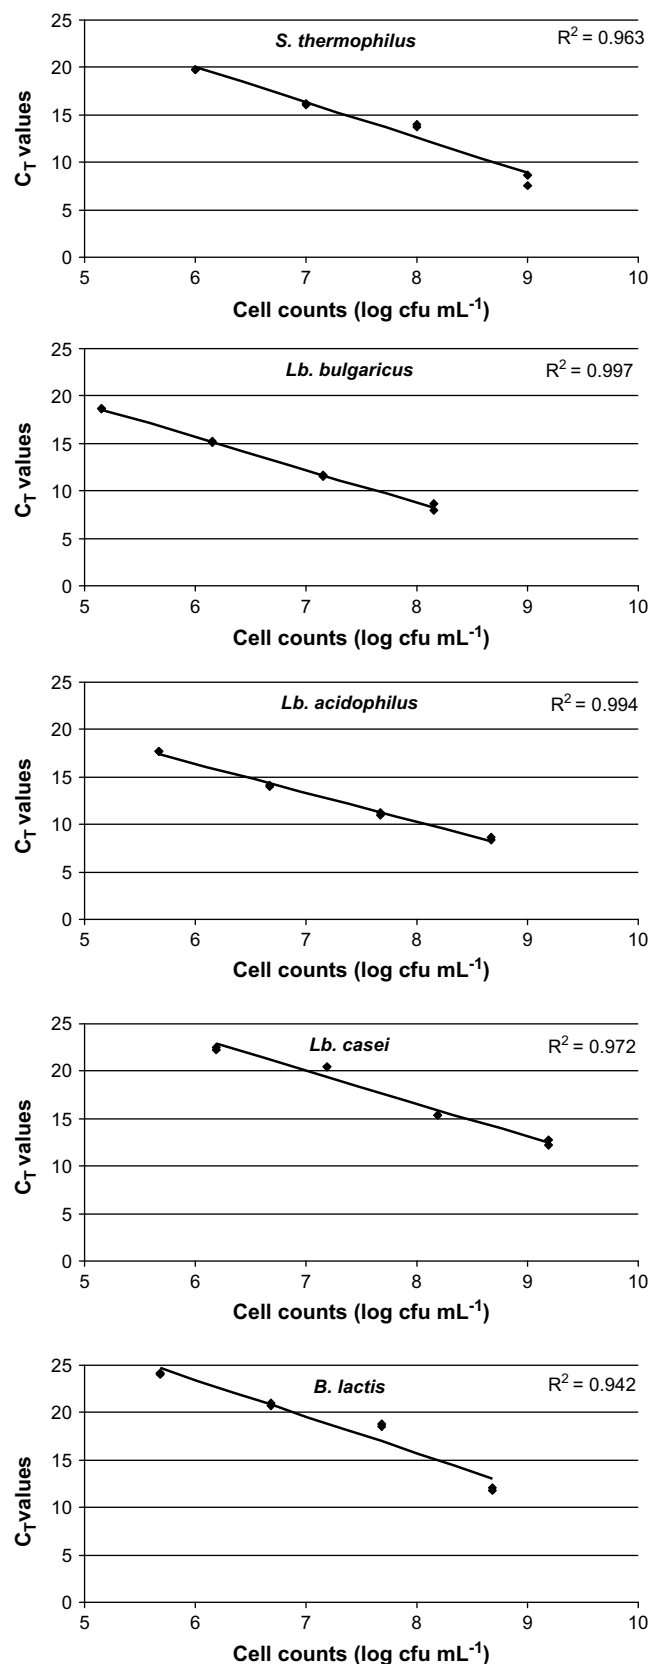 S. thermophilus
R² = 0.963
25
20
15
10
5
0
C_T values
5 6 7 8 9 10
Cell counts (log cfu mL⁻¹)
Lb. bulgaricus
R² = 0.997
25
20
15
10
5
0
C_T values
5 6 7 8 9 10
Cell counts (log cfu mL⁻¹)
Lb. acidophilus
R² = 0.994
25
20
15
10
5
0
C_T values
5 6 7 8 9 10
Cell counts (log cfu mL⁻¹)
Lb. casei
R² = 0.972
25
20
15
10
5
0
C_T values
5 6 7 8 9 10
Cell counts (log cfu mL⁻¹)
B. lactis
R² = 0.942
25
20
15
10
5
0
C_T values
5 6 7 8 9 10
Cell counts (log cfu mL⁻¹)